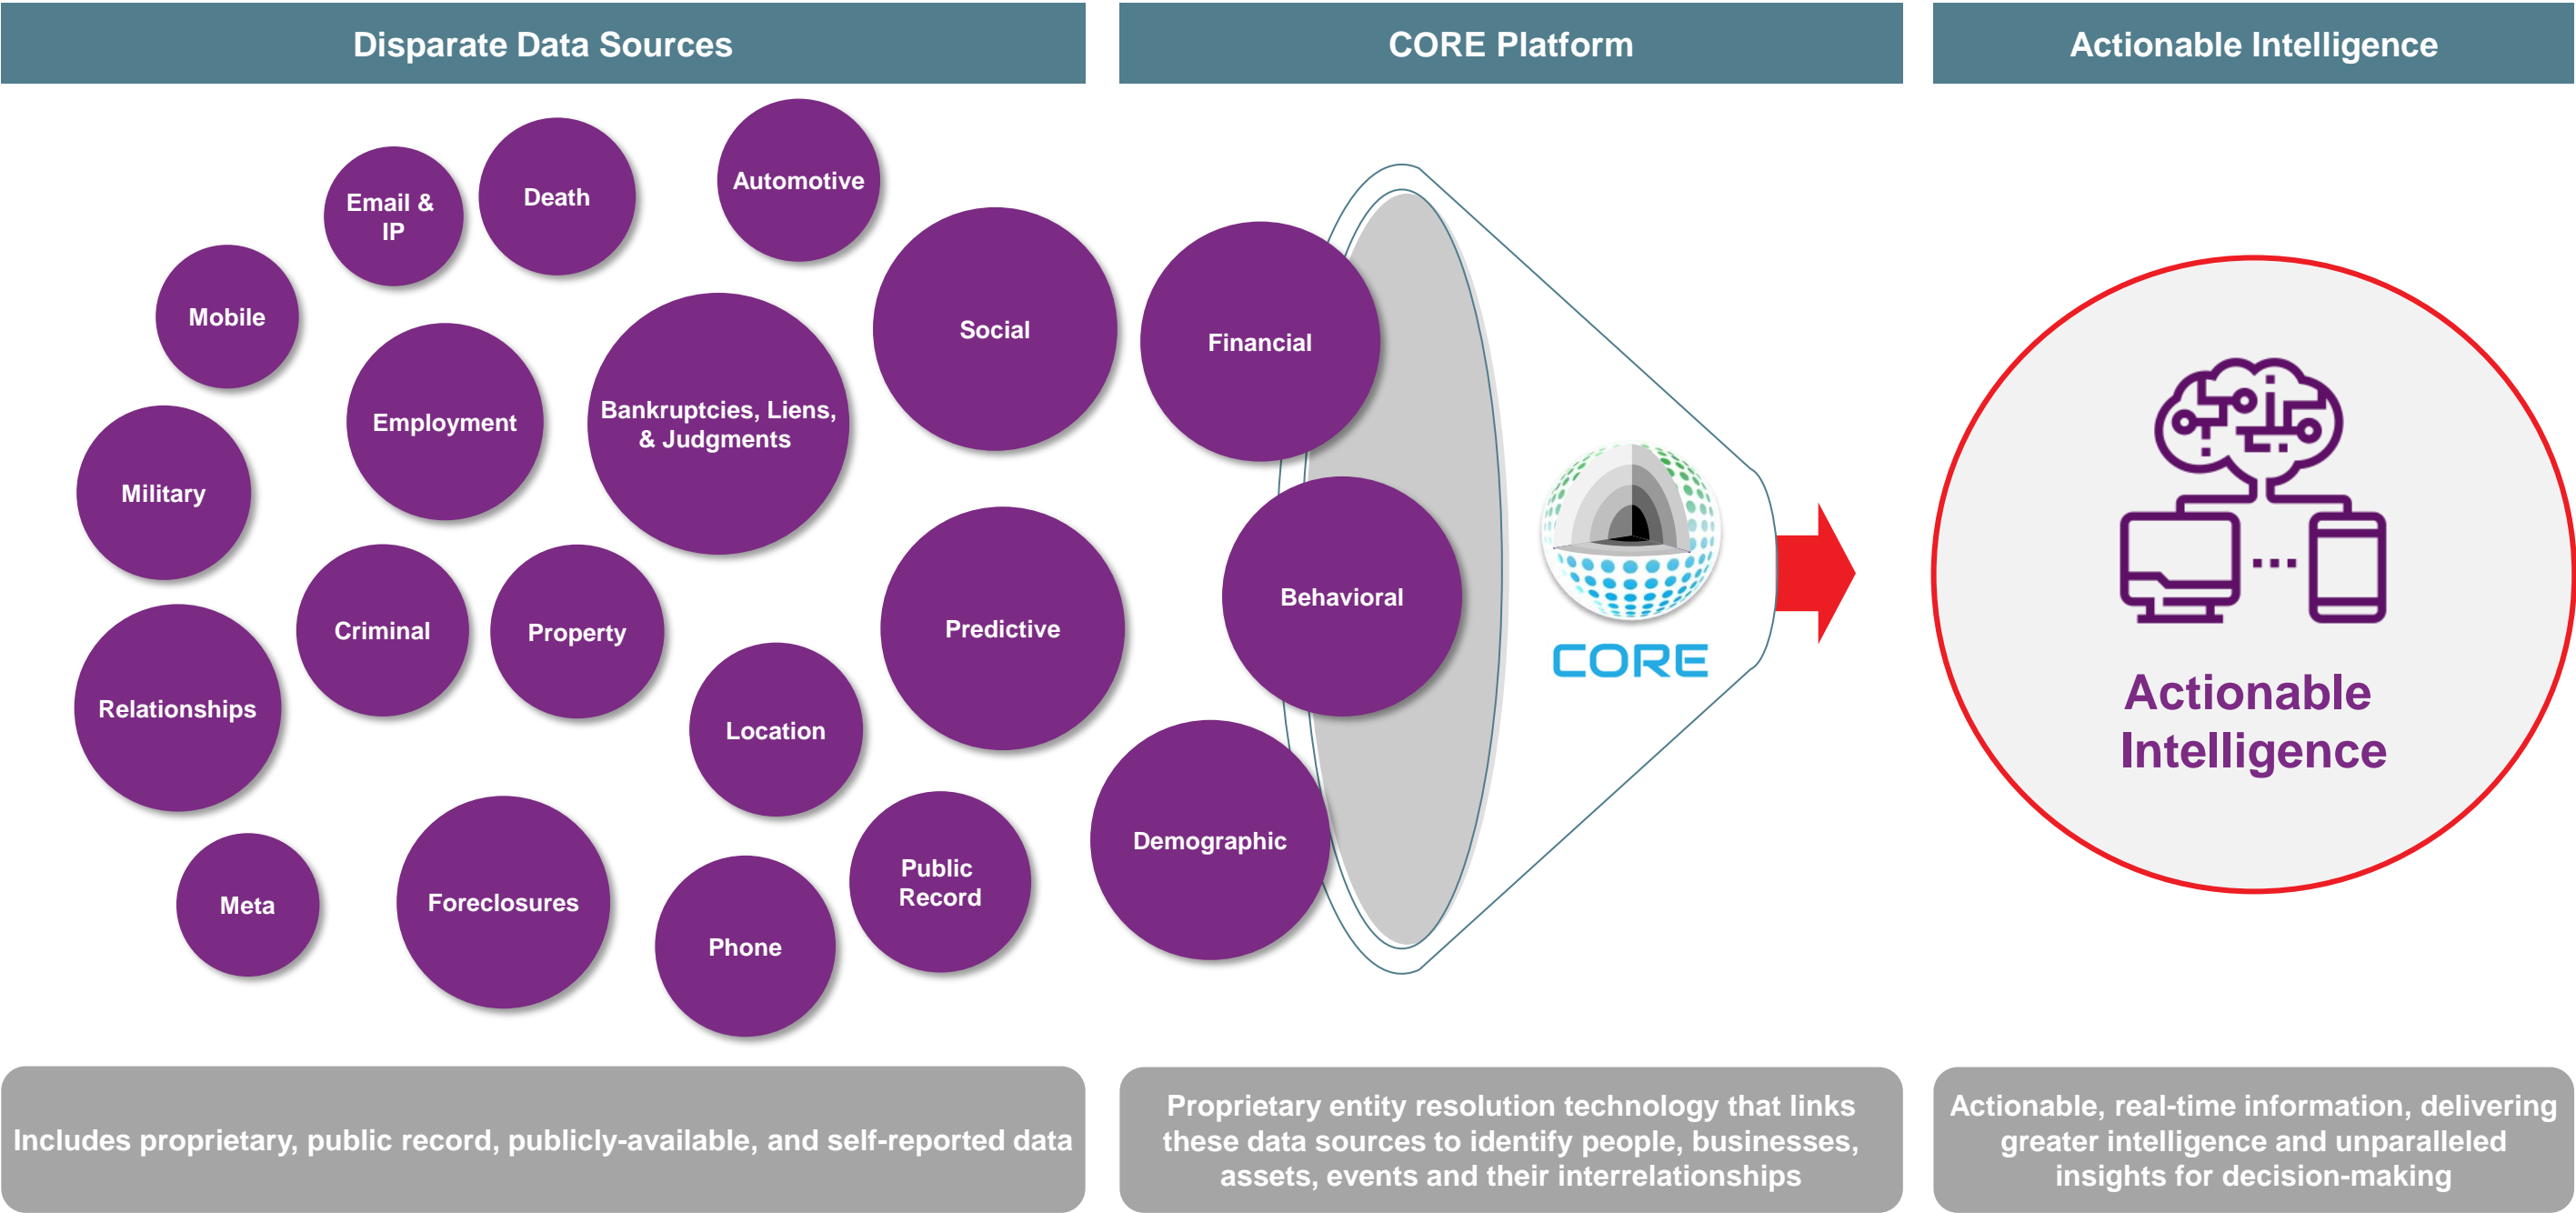 Disparate Data Sources
CORE Platform
Actionable Intelligence
Automotive
Death
Email &
IP
Mobile
Social
Financial
Employment
Bankruptcies, Liens,
& Judgments
Military
Behavioral
Criminal
Property
Predictive
CORE
Relationships
Location
Actionable
Intelligence
Demographic
Public
Record
Meta
Foreclosures
Phone
Includes proprietary, public record, publicly-available, and self-reported data
Proprietary entity resolution technology that links
these data sources to identify people, businesses,
assets, events and their interrelationships
Actionable, real-time information, delivering
greater intelligence and unparalleled
insights for decision-making